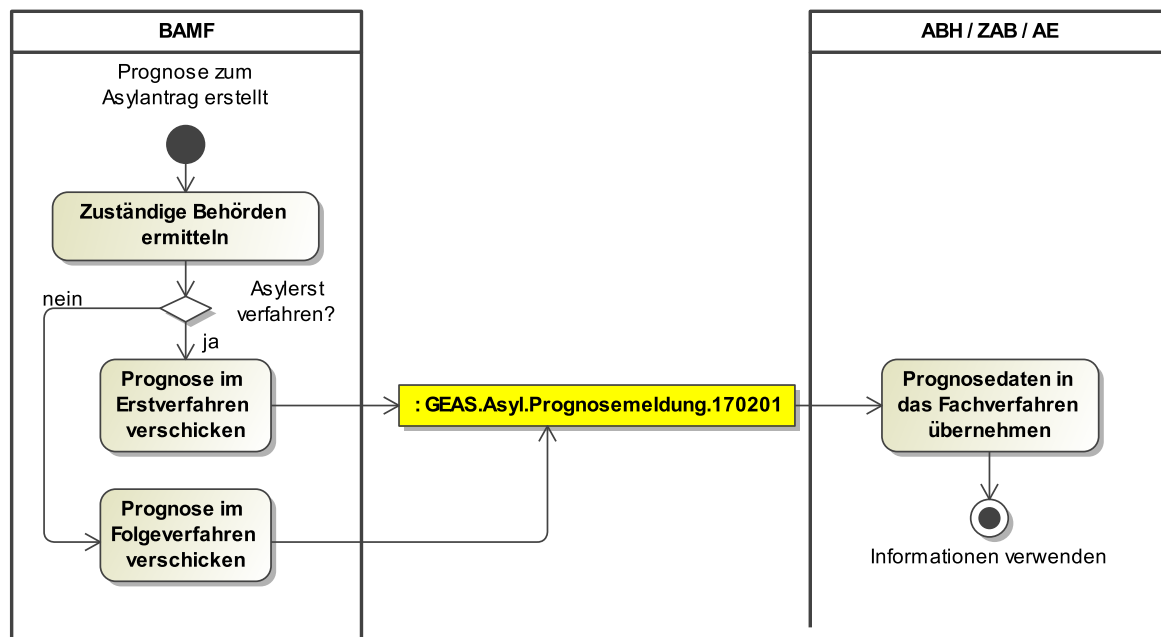 BAMF
ABH / ZAB / AE
Prognose zum
Asylantrag erstellt
Zuständige Behörden
ermitteln
nein
Asylerst
verfahren?
ja
Prognose im
Erstverfahren
verschicken
: GEAS.Asyl.Prognosemeldung.170201
Prognosedaten in
das Fachverfahren
übernehmen
Prognose im
Folgeverfahren
verschicken
Informationen verwenden